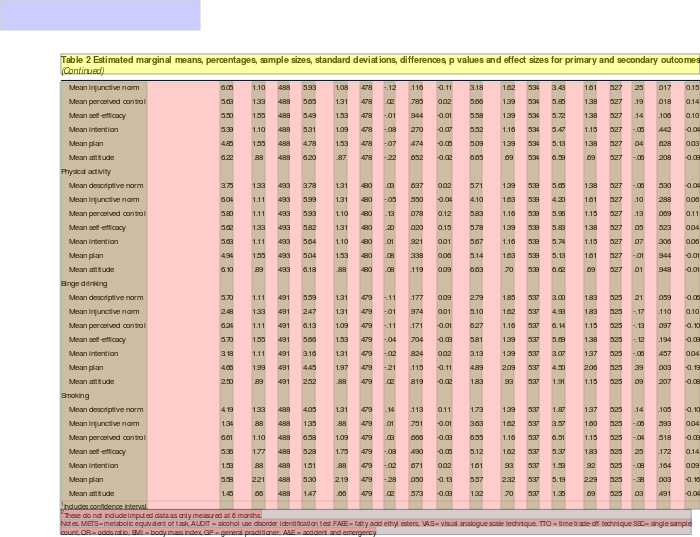 Table 2 Estimated marginal means, percentages, sample sizes, standard deviations, differences, p values and effect sizes for primary and secondary outcomes
(Continued)
Mean injunctive norm 6.05 1.10 488 5.93 1.08 478 -.12 .116 -0.11 3.18 1.62 534 3.43 1.61 527 .25 .017 0.15
Mean perceived control 5.63 1.33 488 5.65 1.31 478 .02 .785 0.02 5.66 1.39 534 5.85 1.38 527 .19 .018 0.14
Mean self-efficacy 5.50 1.55 488 5.49 1.53 478 -.01 .944 -0.01 5.58 1.39 534 5.72 1.38 527 .14 .106 0.10
Mean intention 5.39 1.10 488 5.31 1.09 478 -.08 .270 -0.07 5.52 1.16 534 5.47 1.15 527 -.05 .442 -0.04
Mean plan 4.85 1.55 488 4.78 1.53 478 -.07 .474 -0.05 5.09 1.39 534 5.13 1.38 527 .04 .628 0.03
Mean attitude 6.22 .88 488 6.20 .87 478 -.22 .652 -0.02 6.65 .69 534 6.59 .69 527 -.06 .208 -0.09
Physical activity
Mean descriptive norm 3.75 1.33 493 3.78 1.31 480 .03 .637 0.02 5.71 1.39 539 5.65 1.38 527 -.06 .530 -0.04
Mean injunctive norm 6.04 1.11 493 5.99 1.31 480 -.05 .550 -0.04 4.10 1.63 539 4.20 1.61 527 .10 .288 0.06
Mean perceived control 5.80 1.11 493 5.93 1.10 480 .13 .078 0.12 5.83 1.16 539 5.96 1.15 527 .13 .069 0.11
Mean self-efficacy 5.62 1.33 493 5.82 1.31 480 .20 .020 0.15 5.78 1.39 539 5.83 1.38 527 .05 .523 0.04
Mean intention 5.63 1.11 493 5.64 1.10 480 .01 .921 0.01 5.67 1.16 539 5.74 1.15 527 .07 .306 0.06
Mean plan 4.94 1.55 493 5.04 1.53 480 .08 .338 0.06 5.14 1.63 539 5.13 1.61 527 -.01 .944 -0.01
Mean attitude 6.10 .89 493 6.18 .88 480 .08 .119 0.09 6.63 .70 539 6.62 .69 527 .01 .948 -0.01
Binge drinking
Mean descriptive norm 5.70 1.11 491 5.59 1.31 479 -.11 .177 0.09 2.79 1.85 537 3.00 1.83 525 .21 .059
Mean injunctive norm 2.48 1.33 491 2.47 1.31 479 -.01 .974 0.01 5.10 1.62 537 4.93 1.83 525 -.17 .110 0.10
Mean perceived control 6.24 1.11 491 6.13 1.09 479 -.11 .171 -0.01 6.27 1.16 537 6.14 1.15 525 -.13 .097
Mean self-efficacy 5.70 1.77 491 5.66 1.53 479 -.04 .704 -0.03 5.81 1.39 537 5.69 1.38 525 -.12 .194
Mean intention 3.18 1.11 491 3.16 1.31 479 -.02 .824 0.02 3.13 1.39 537 3.07 1.37 525 -.06 .457 0.04
Mean plan 4.66 1.99 491 4.45 1.97 479 -.21 .115 -0.11 4.89 2.09 537 4.50 2.06 525 .39 .003
Mean attitude 2.50 .89 491 2.52 .88 479 .02 .819 -0.02 1.83 .93 537 1.91 1.15 525 .09 .207
Smoking
Mean descriptive norm 4.19 1.33 488 4.05 1.31 479 .14 .113 0.11 1.73 1.39 537 1.87 1.37 525 .14 .105
Mean injunctive norm 1.34 .88 488 1.35 .88 479 .01 .751 -0.01 3.63 1.62 537 3.57 1.60 525 -.06 .593 0.04
Mean perceived control 6.61 1.10 488 6.58 1.09 479 .03 .666 -0.03 6.55 1.16 537 6.51 1.15 525 -.04 .518
Mean self-efficacy 5.36 1.77 488 5.28 1.75 479 -.08 .490 -0.05 5.12 1.62 537 5.37 1.38 525 .25 .172 0.14
Mean intention 1.53 .88 488 1.51 .88 479 -.02 .671 0.02 1.61 .93 537 1.53 .92 525 -.08 .164
Mean plan 5.58 2.21 488 5.30 2.19 479 -.28 .050 -0.13 5.57 2.32 537 5.19 2.29 525 -.38 .003
Mean attitude 1.45 .66 488 1.47 .66 479 .02 .573 -0.03 1.32 .70 537 1.35 .69 525 .03 .491
¹Includes confidence interval.
² These do not include imputed data as only measured at 6 months.
Notes. METS= metabolic equivalent of task. AUDIT = alcohol use disorder identification test. FAEE= fatty acid ethyl esters, VAS= visual analogue scale technique, TTO = time trade off technique SSC= single sample
count, OR = odds ratio, BMI = body mass index, GP = general practitioner, A&E = accident and emergency